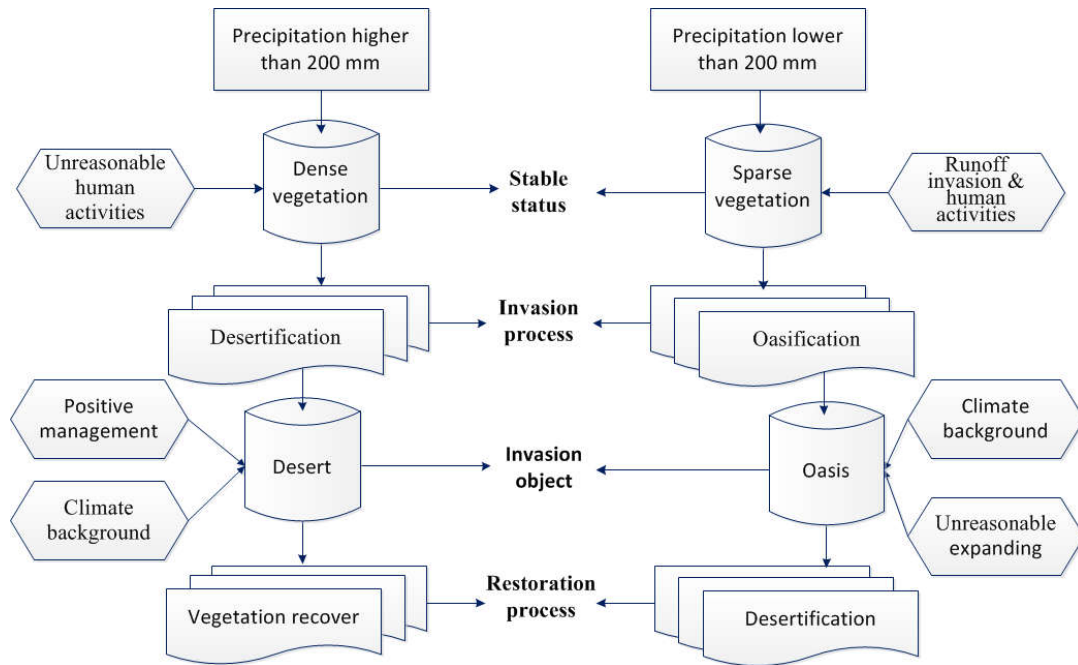 Precipitation higher
than 200 mm
Precipitation lower
than 200 mm
Unreasonable
human
activities
Dense
vegetation
Stable
status
Sparse
vegetation
Runoff
invasion &
human
activities
Desertification
Invasion
process
Oasification
Positive
management
Climate
background
Desert
Invasion
object
Oasis
Climate
background
Unreasonable
expanding
Vegetation recover
Restoration
process
Desertification